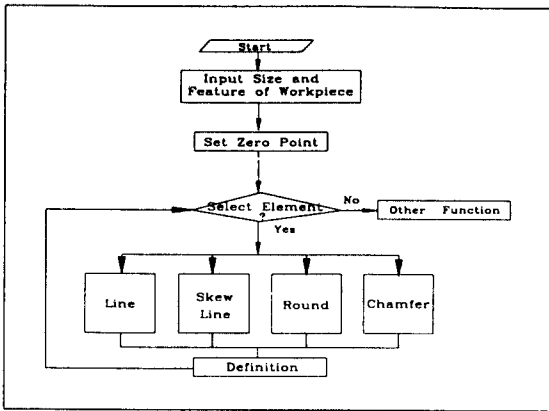 Start
Input Size and
Feature of Workpiece
Set Zero Point
Select Element
?
No
Other Function
Yes
Line
Skew
Line
Round
Chamfer
Definition